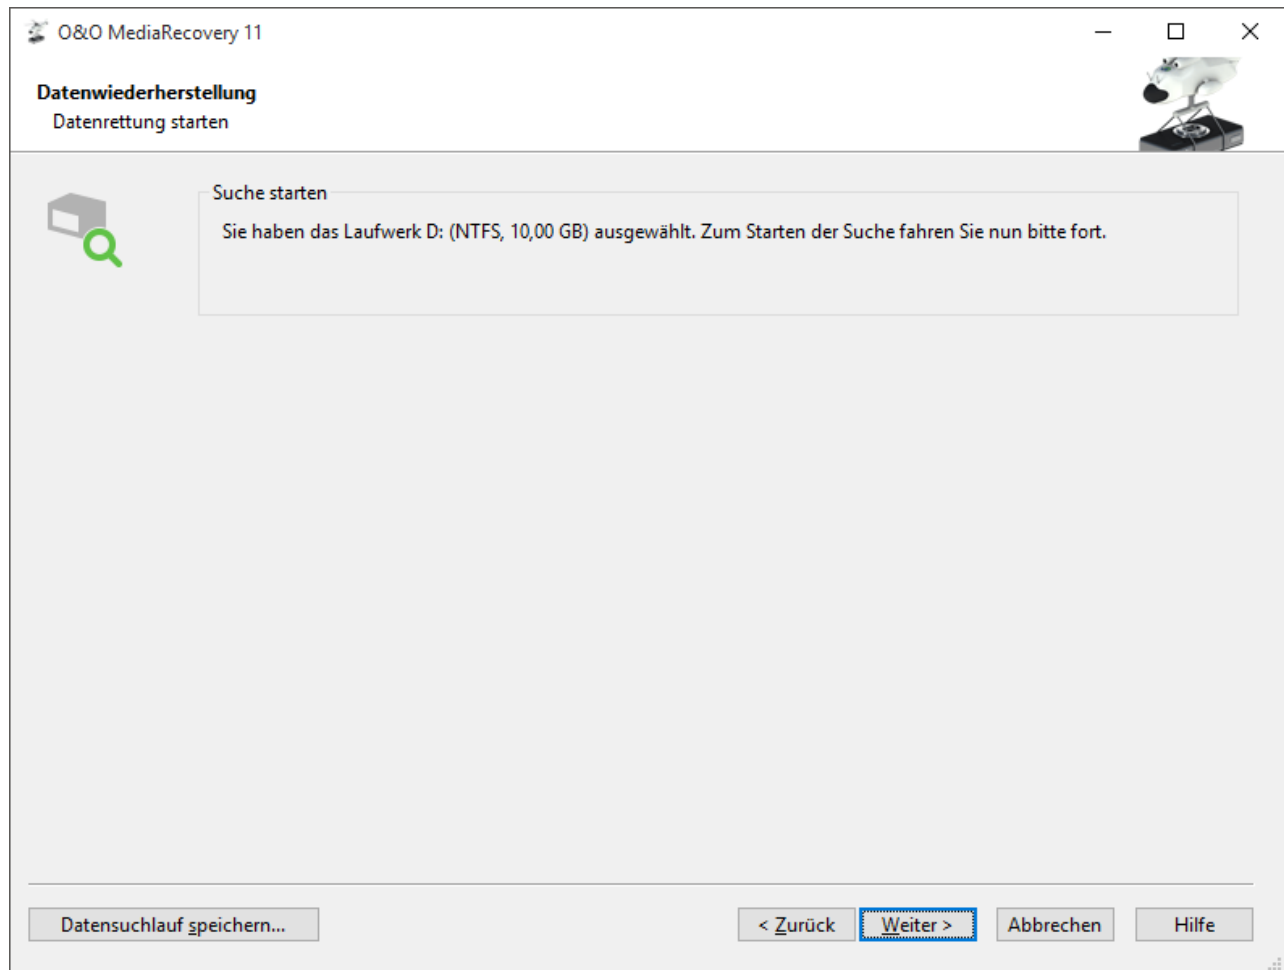 O&O MediaRecovery 11
Datenwiederherstellung
Datenrettung starten
Suche starten
Sie haben das Laufwerk D: (NTFS, 10,00 GB) ausgewählt. Zum Starten der Suche fahren Sie nun bitte fort.
Datensuchlauf speichern...
< Zurück
Weiter >
Abbrechen
Hilfe